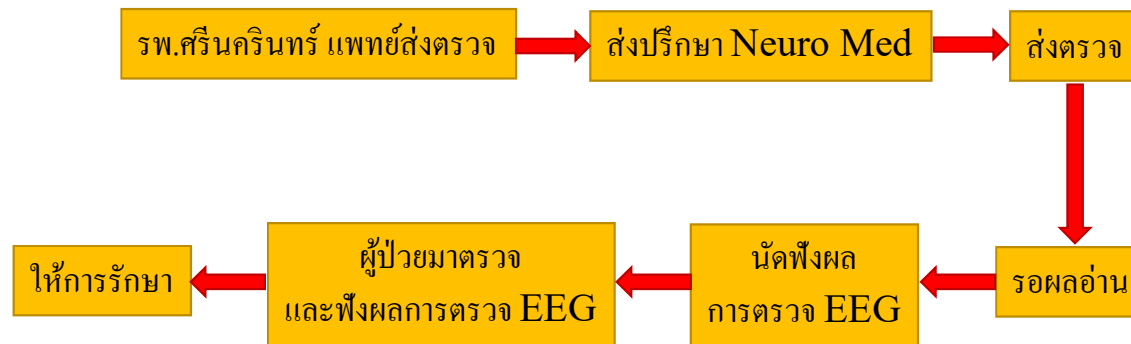 รพ.ศรีนครินทร์ แพทย์ส่งตรวจ
ส่งปรึกษา Neuro Med
ส่งตรวจ
รอผลอ่าน
นัดฟังผล
การตรวจ EEG
ผู้ป่วยมาตรวจ
และฟังผลการตรวจ EEG
ให้การรักษา